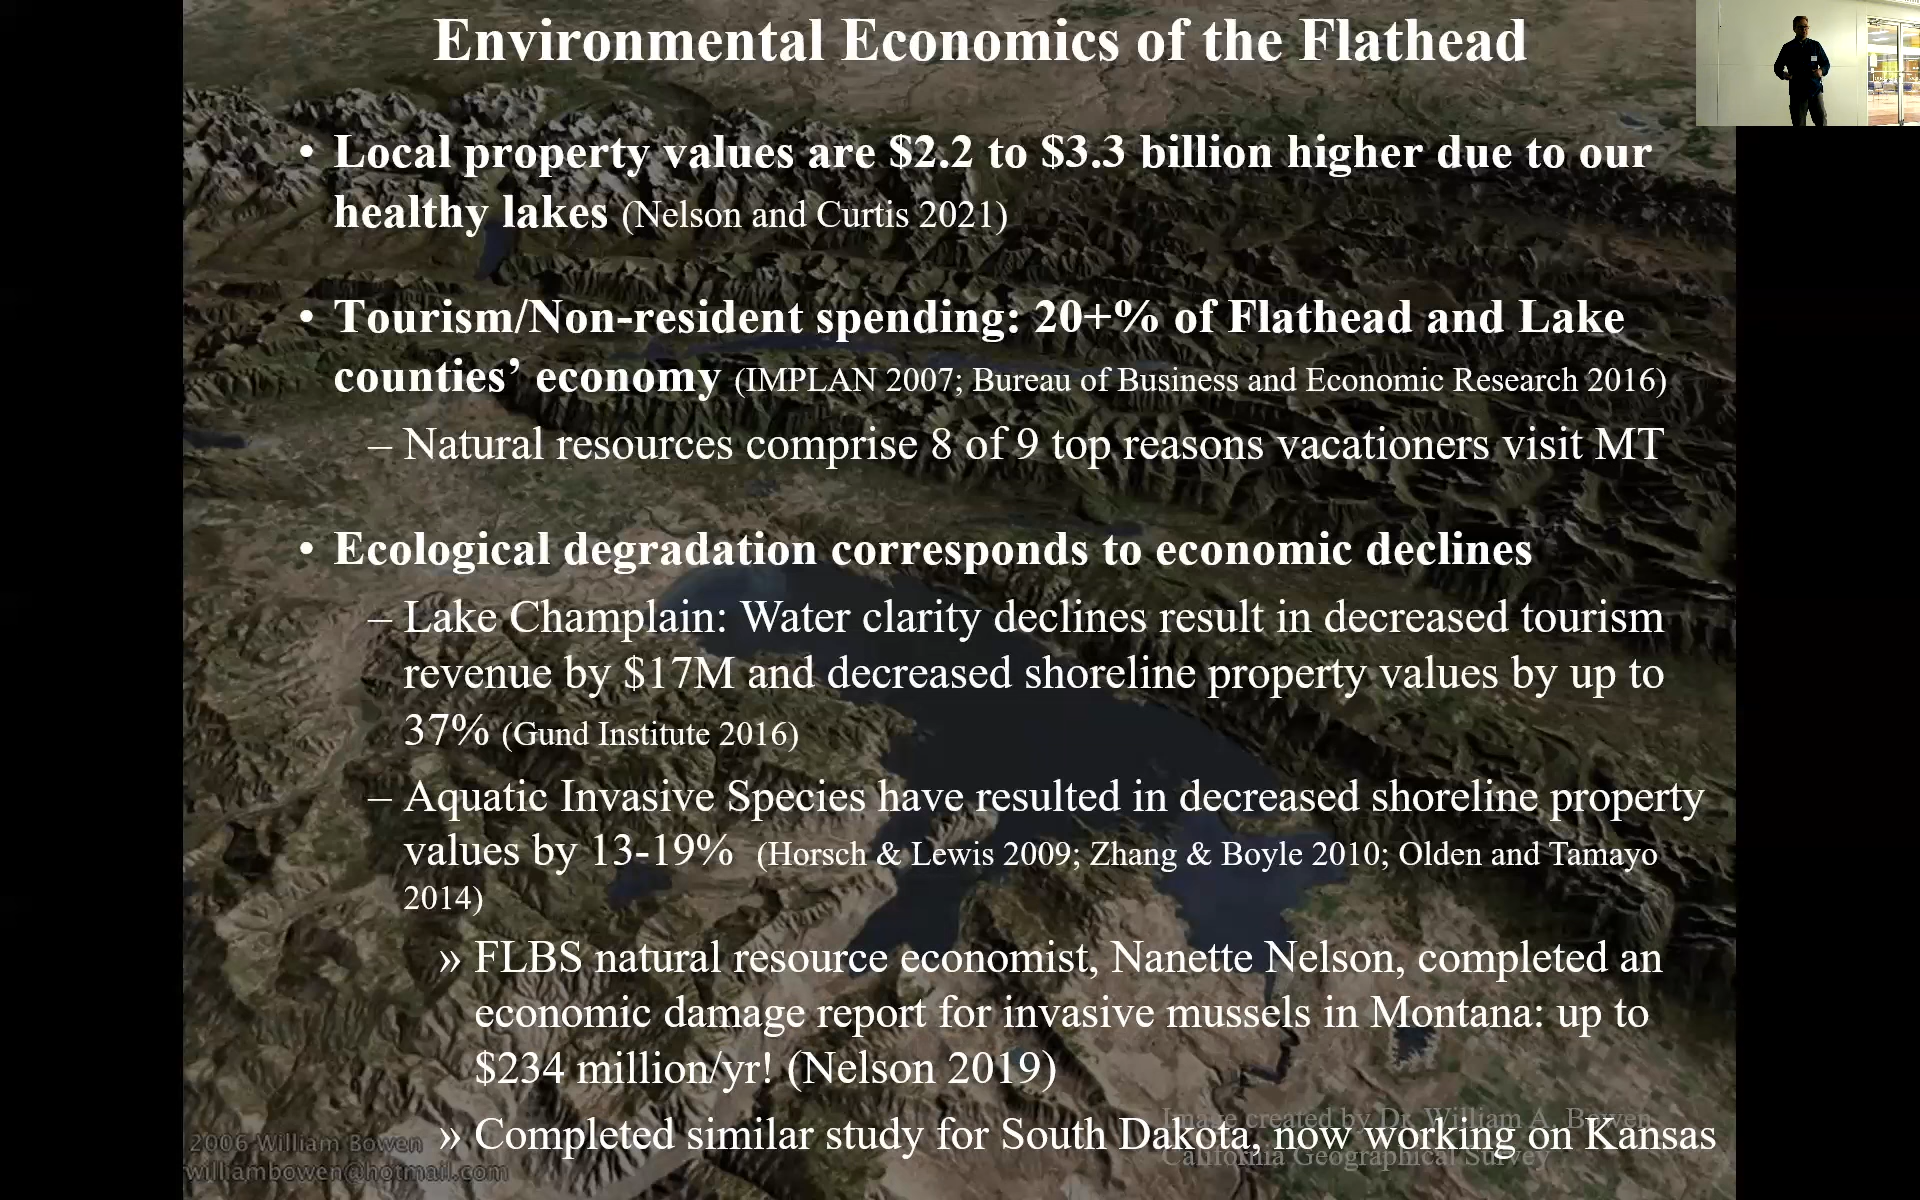 Environmental Economics of the Flathead
• Local property values are $2.2 to $3.3 billion higher due to our
healthy lakes (Nelson and Curtis 2021)
• Tourism/Non-resident spending: 20+% of Flathead and Lake
counties’ economy (IMPLAN 2007; Bureau of Business and Economic Research 2016)
– Natural resources comprise 8 of 9 top reasons vacationers visit MT
• Ecological degradation corresponds to economic declines
– Lake Champlain: Water clarity declines result in decreased tourism
revenue by $17M and decreased shoreline property values by up to
37% (Gund Institute 2016)
– Aquatic Invasive Species have resulted in decreased shoreline property
values by 13-19% (Horsch & Lewis 2009; Zhang & Boyle 2010; Olden and Tamayo
2014)
» FLBS natural resource economist, Nanette Nelson, completed an
economic damage report for invasive mussels in Montana: up to
$234 million/yr! (Nelson 2019)
» Completed similar study for South Dakota, now working on Kansas
Image created by Dr. William A. Bowen
California Geographical Survey
2006 William Bowen
williambowen@hotmail.com